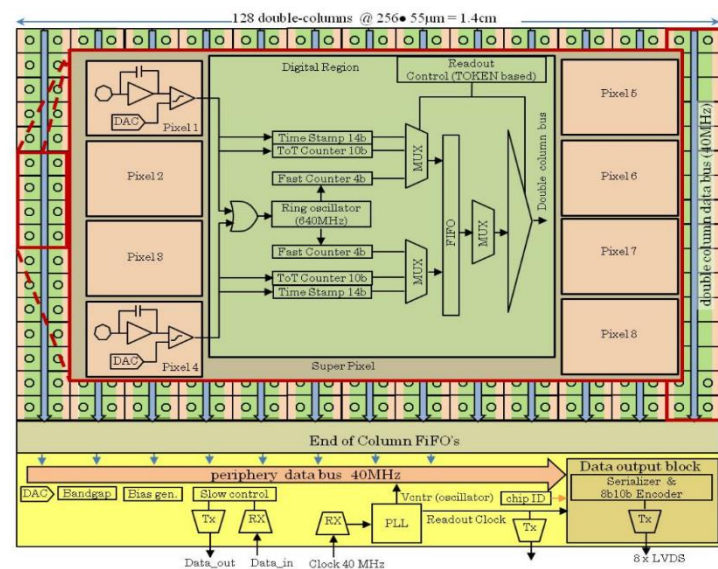 128 double-columns @ 256● 55µm = 1.4cm
Digital Region
Readout
Control (TOKEN based)
DAC
Pixel 1
Pixel 2
Pixel 3
DAC
Pixel 4
Time Stamp 14b
ToT Counter 10b
Fast Counter 4b
Ring oscillator
(640MHz)
Fast Counter 4b
ToT Counter 10b
Time Stamp 14b
MUX
MUX
FIFO
MUX
Double column bus
Pixel 5
Pixel 6
Pixel 7
Pixel 8
Super Pixel
double column data bus (40MHz)
End of Column FiFO's
periphery data bus 40MHz
Data output block
Serializer &
8b10b Encoder
DAC
Bandgap
Bias gen.
Slow control
Vcntr (oscillator)
chip ID
Tx
RX
RX
PLL
Readout Clock
Tx
Tx
Data_out
Data_in
Clock 40 MHz
8 x LVDS